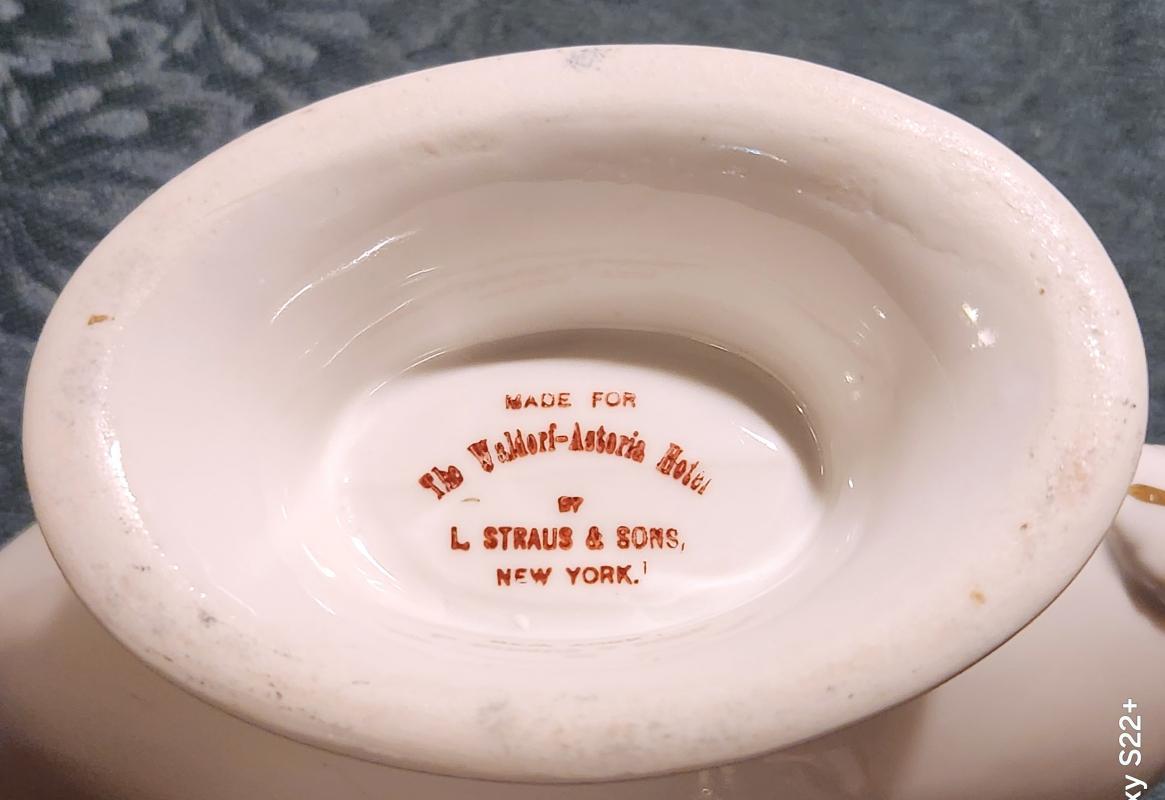 MADE FOR
The Waldorf-Astoria Hotel
BY
L. STRAUS & SONS,
NEW YORK.
xy S22+